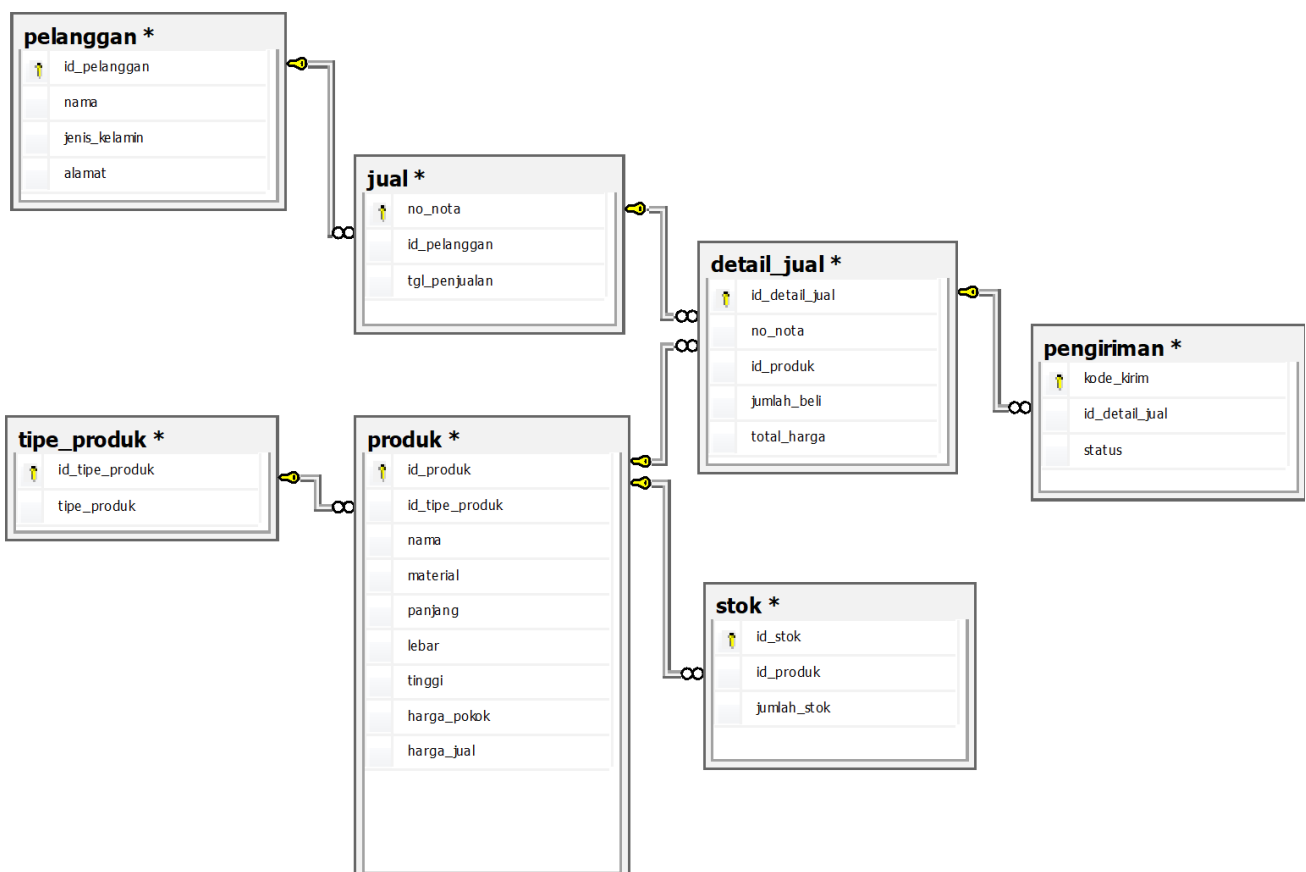 pelanggan *
id_pelanggan
nama
jenis_kelamin
alamat
jual *
no_nota
id_pelanggan
tgl_penjualan
detail_jual *
id_detail_jual
no_nota
id_produk
jumlah_beli
total_harga
pengiriman *
kode_kirim
id_detail_jual
status
tipe_produk *
id_tipe_produk
tipe_produk
produk *
id_produk
id_tipe_produk
nama
material
panjang
lebar
tinggi
harga_pokok
harga_jual
stok *
id_stok
id_produk
jumlah_stok